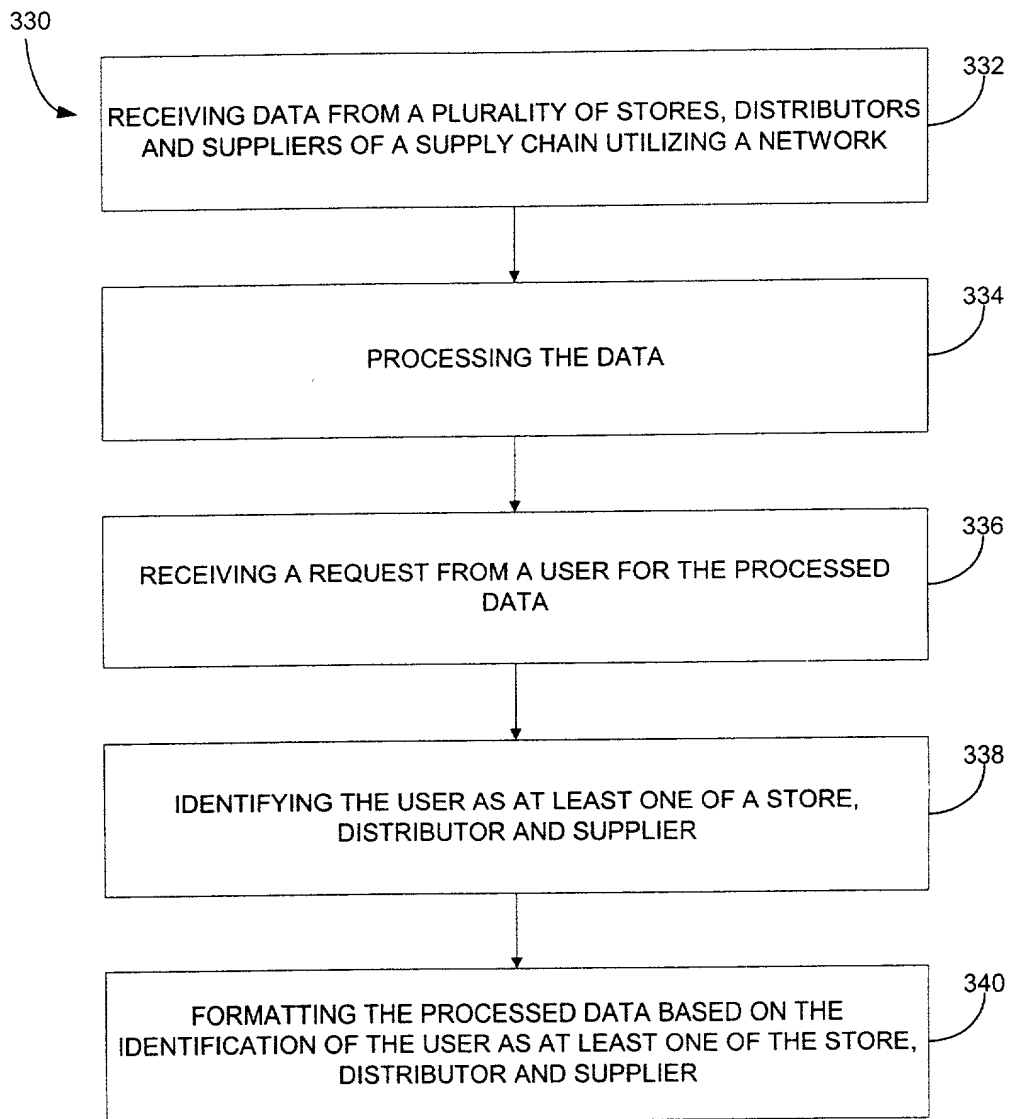 330
332
RECEIVING DATA FROM A PLURALITY OF STORES, DISTRIBUTORS
AND SUPPLIERS OF A SUPPLY CHAIN UTILIZING A NETWORK
334
PROCESSING THE DATA
336
RECEIVING A REQUEST FROM A USER FOR THE PROCESSED
DATA
338
IDENTIFYING THE USER AS AT LEAST ONE OF A STORE,
DISTRIBUTOR AND SUPPLIER
340
FORMATTING THE PROCESSED DATA BASED ON THE
IDENTIFICATION OF THE USER AS AT LEAST ONE OF THE STORE,
DISTRIBUTOR AND SUPPLIER